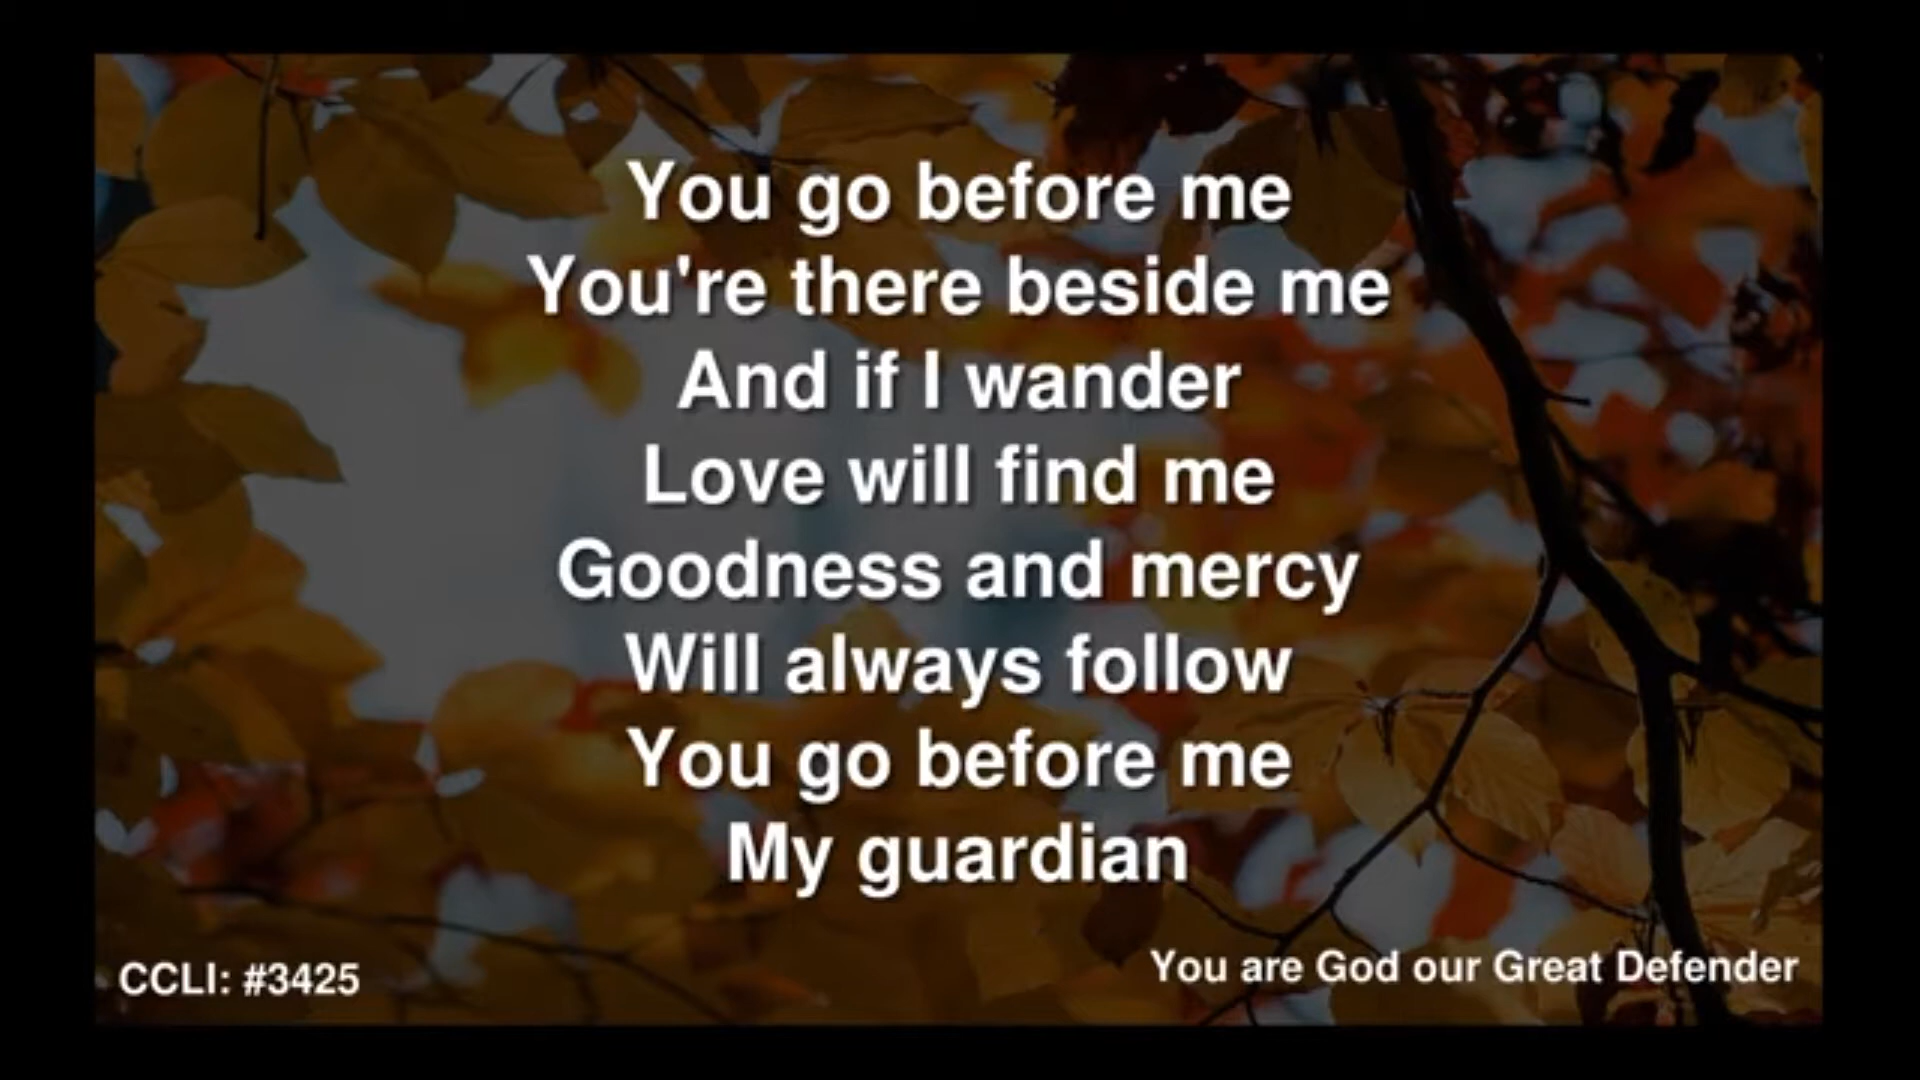 You go before me
You're there beside me
And if I wander
Love will find me
Goodness and mercy
Will always follow
You go before me
My guardian
CCLI: #3425
You are God our Great Defender